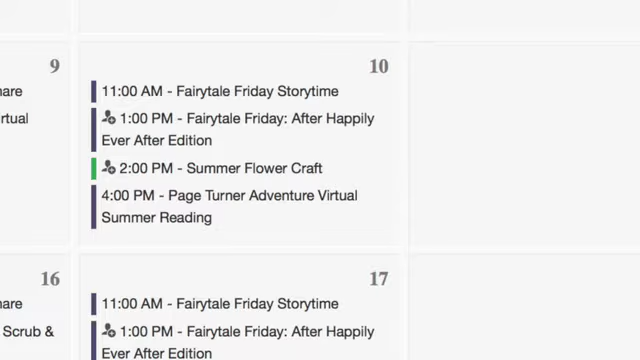 9
10
11:00 AM - Fairytale Friday Storytime
1:00 PM - Fairytale Friday: After Happily
rtual
Ever After Edition
2:00 PM - Summer Flower Craft
4:00 PM - Page Turner Adventure Virtual
Summer Reading
16
17
11:00 AM - Fairytale Friday Storytime
Scrub &
1:00 PM - Fairytale Friday: After Happily
Ever After Edition